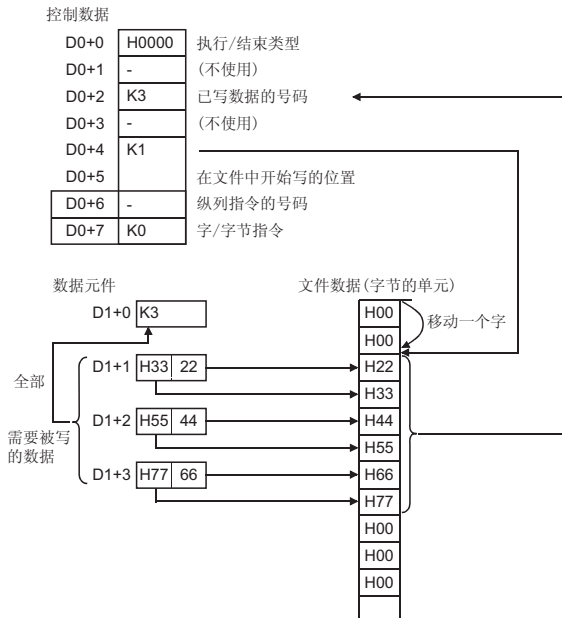 控制数据
D0+0 H0000 执行/结束类型
D0+1 - (不使用)
D0+2 K3 已写数据的号码
D0+3 - (不使用)
D0+4 K1
D0+5 在文件中开始写的位置
D0+6 - 纵列指令的号码
D0+7 K0 字/字节指令
数据元件 文件数据(字节的单元)
D1+0 K3 H00
移动一个字
H00
D1+1 H33 22 H22
全部 H33
D1+2 H55 44 H44
需要被写
的数据
H55
D1+3 H77 66 H66
H77
H00
H00
H00